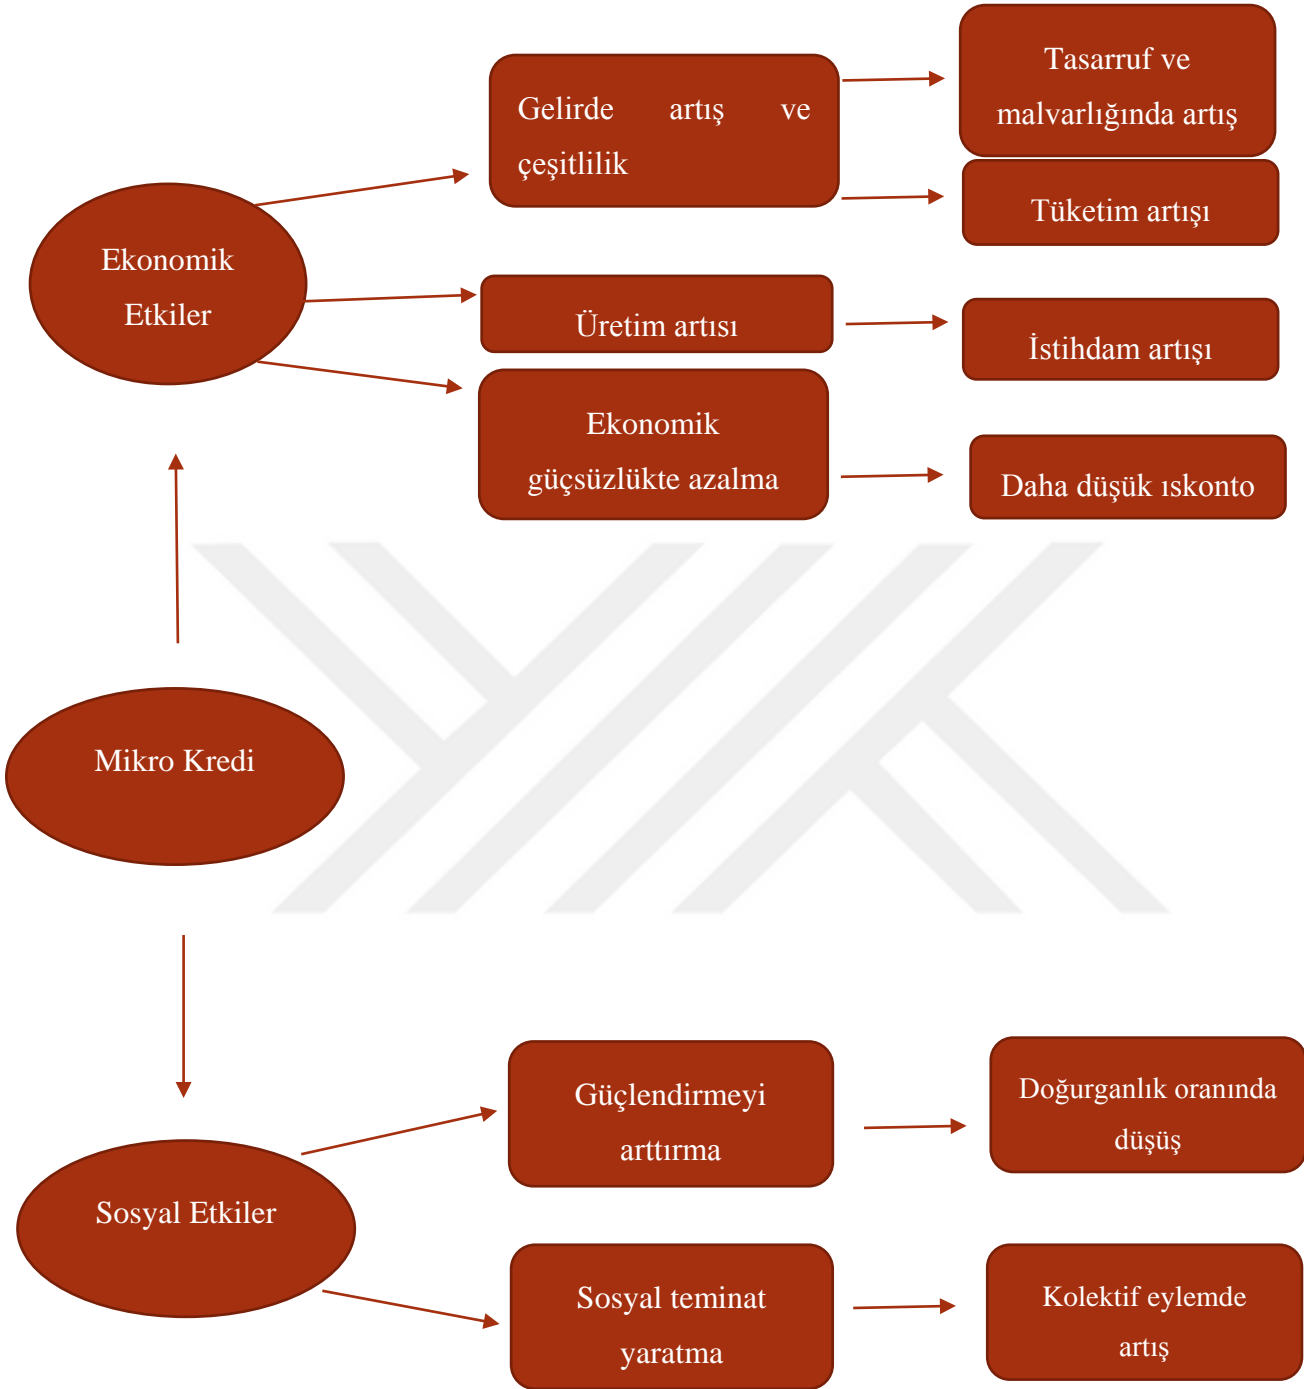 Tasarruf ve
malvarlığında artış
Gelirde artış ve
çeşitlilik
Tüketim artışı
Ekonomik
Etkiler
Üretim artısı
İstihdam artışı
Ekonomik
güçsüzlükte azalma
Daha düşük ıskonto
Mikro Kredi
Güçlendirmeyi
arttırma
Doğurganlık oranında
düşüş
Sosyal Etkiler
Sosyal teminat
yaratma
Kolektif eylemde
artış